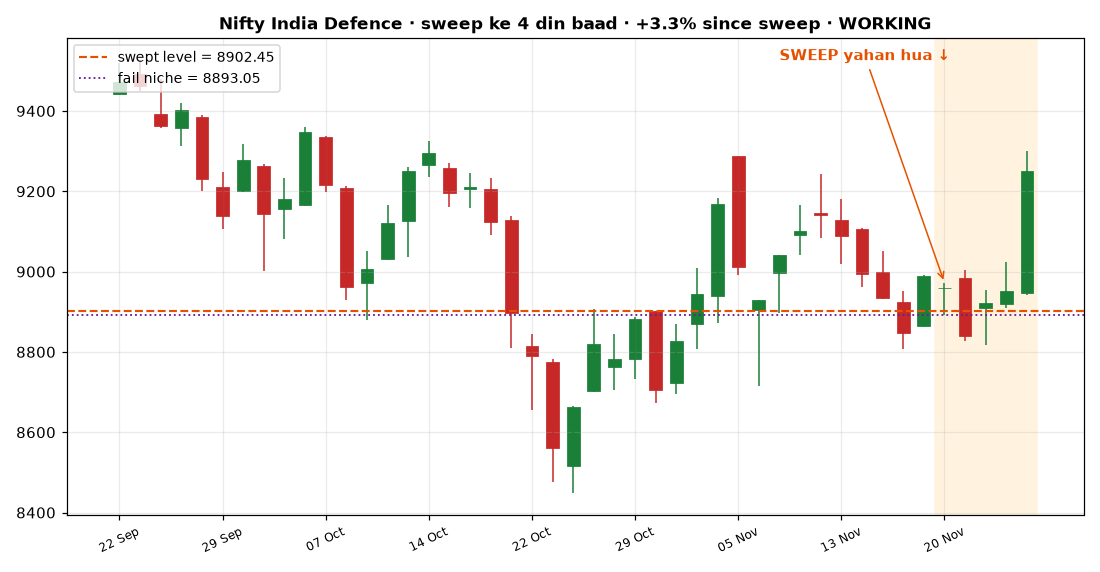 Nifty India Defence · sweep ke 4 din baad · +3.3% since sweep · WORKING
swept level = 8902.45
fail niche = 8893.05
SWEEP yahan hua ↓
9400
9200
9000
8800
8600
8400
22 Sep
29 Sep
07 Oct
14 Oct
22 Oct
29 Oct
05 Nov
13 Nov
20 Nov